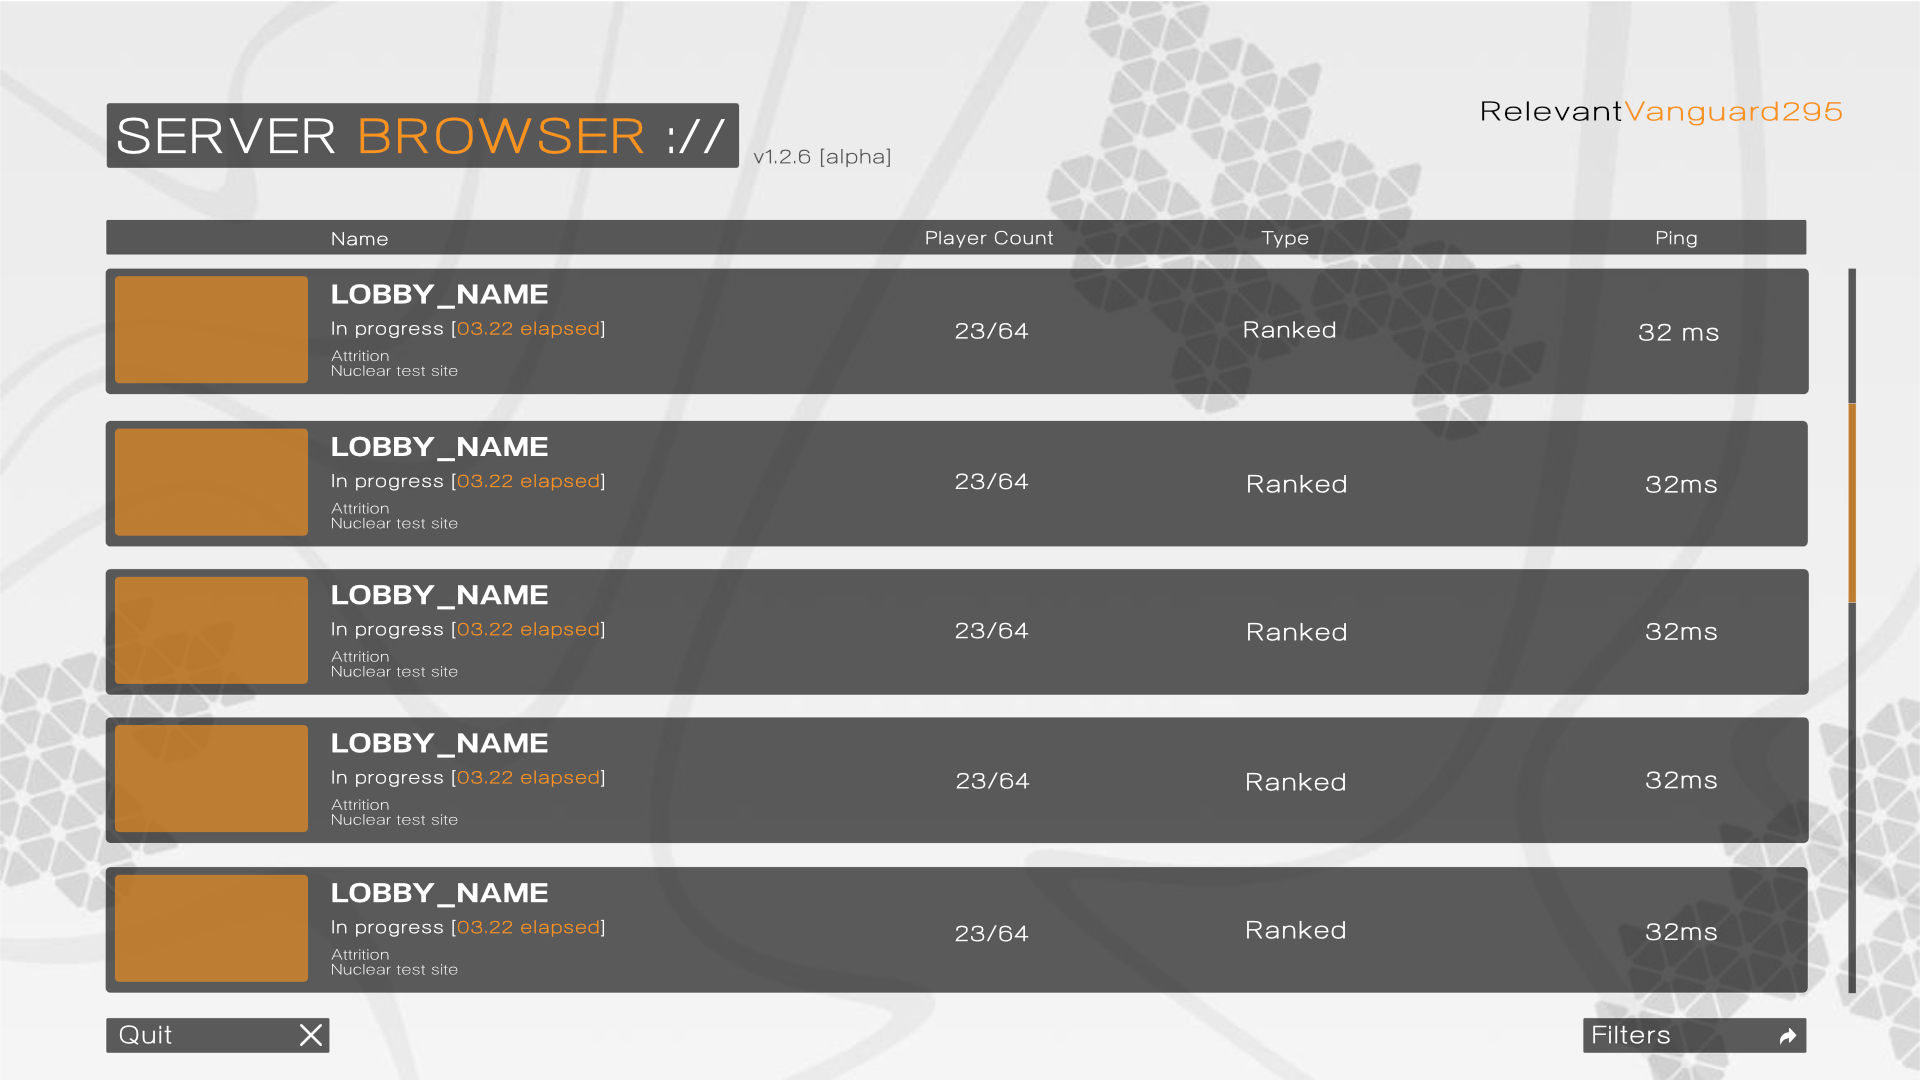 SERVER BROWSER ://
v1.2.6 [alpha]
RelevantVanguard295
Name Player Count Type Ping
LOBBY_NAME
In progress [03.22 elapsed]
Attrition
Nuclear test site
23/64
Ranked
32 ms
LOBBY_NAME
In progress [03.22 elapsed]
Attrition
Nuclear test site
23/64
Ranked
32ms
LOBBY_NAME
In progress [03.22 elapsed]
Attrition
Nuclear test site
23/64
Ranked
32ms
LOBBY_NAME
In progress [03.22 elapsed]
Attrition
Nuclear test site
23/64
Ranked
32ms
LOBBY_NAME
In progress [03.22 elapsed]
Attrition
Nuclear test site
23/64
Ranked
32ms
Quit
Filters